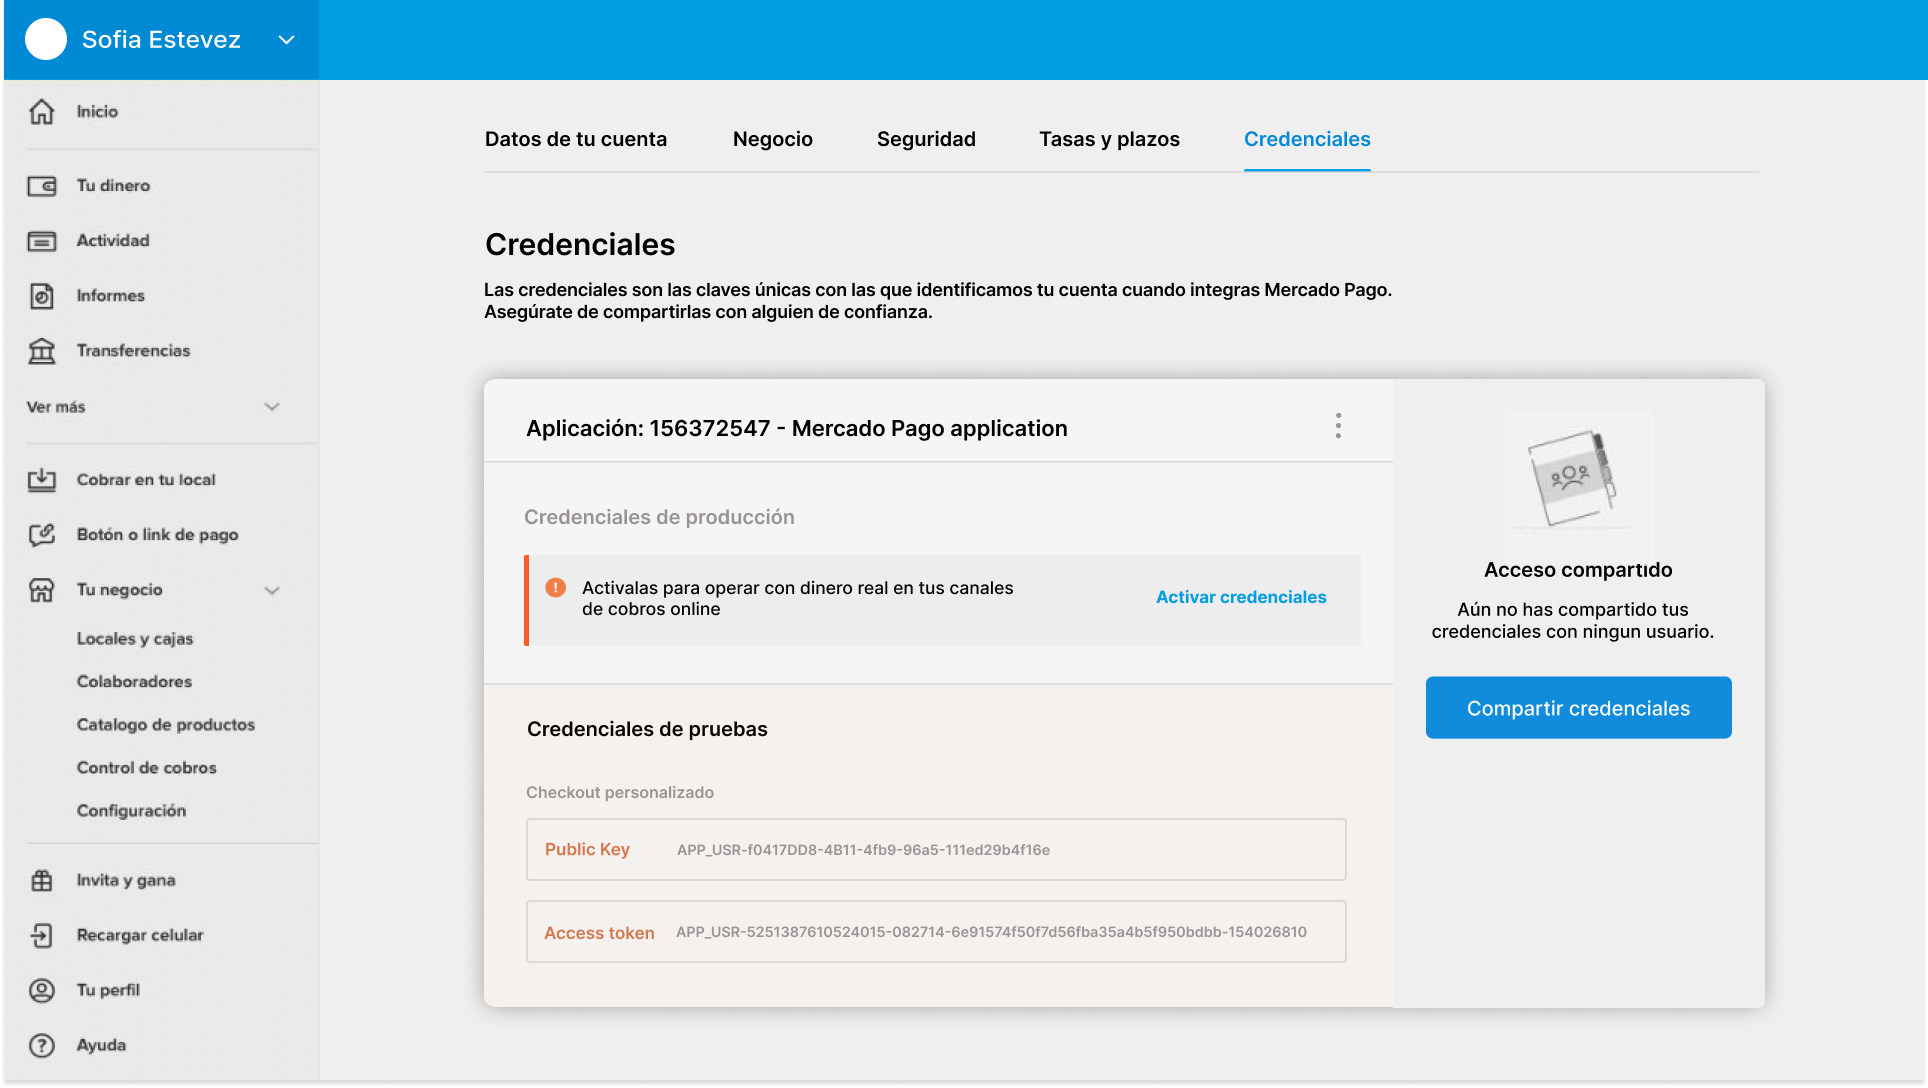 Sofia Estevez
Inicio
Tu dinero
Actividad
Informes
Transferencias
Ver más
Cobrar en tu local
Botón o link de pago
Tu negocio
Locales y cajas
Colaboradores
Catalogo de productos
Control de cobros
Configuración
Invita y gana
Recargar celular
Tu perfil
Ayuda
Datos de tu cuenta
Negocio
Seguridad
Tasas y plazos
Credenciales
Credenciales
Las credenciales son las claves únicas con las que identificamos tu cuenta cuando integras Mercado Pago.
Asegúrate de compartirlas con alguien de confianza.
Aplicación: 156372547 - Mercado Pago application
Credenciales de producción
Activalas para operar con dinero real en tus canales
de cobros online
Activar credenciales
Credenciales de pruebas
Checkout personalizado
Public Key
APP_USR-f0417DD8-4B11-4fb9-96a5-111ed29b4f16e
Access token
APP_USR-5251387610524015-082714-6e91574f50f7d56fba35a4b5f950bdbb-154026810
Acceso compartido
Aún no has compartido tus
credenciales con ningun usuario.
Compartir credenciales